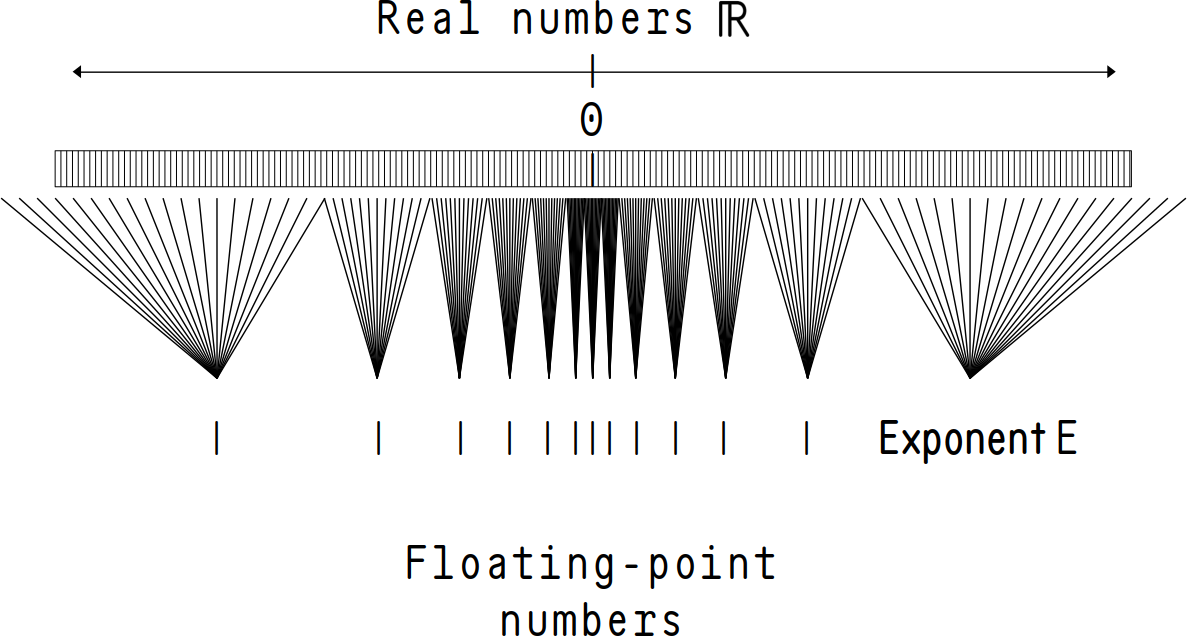 Real numbers ℝ
0
Exponent E
Floating-point
numbers